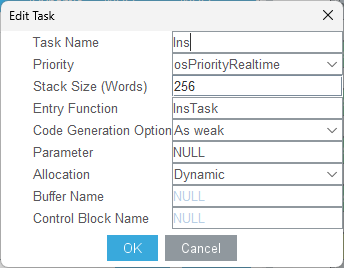 Edit Task
Task Name Ins
Priority osPriorityRealtime
Stack Size (Words) 256
Entry Function InsTask
Code Generation Option As weak
Parameter NULL
Allocation Dynamic
Buffer Name NULL
Control Block Name NULL
OK Cancel